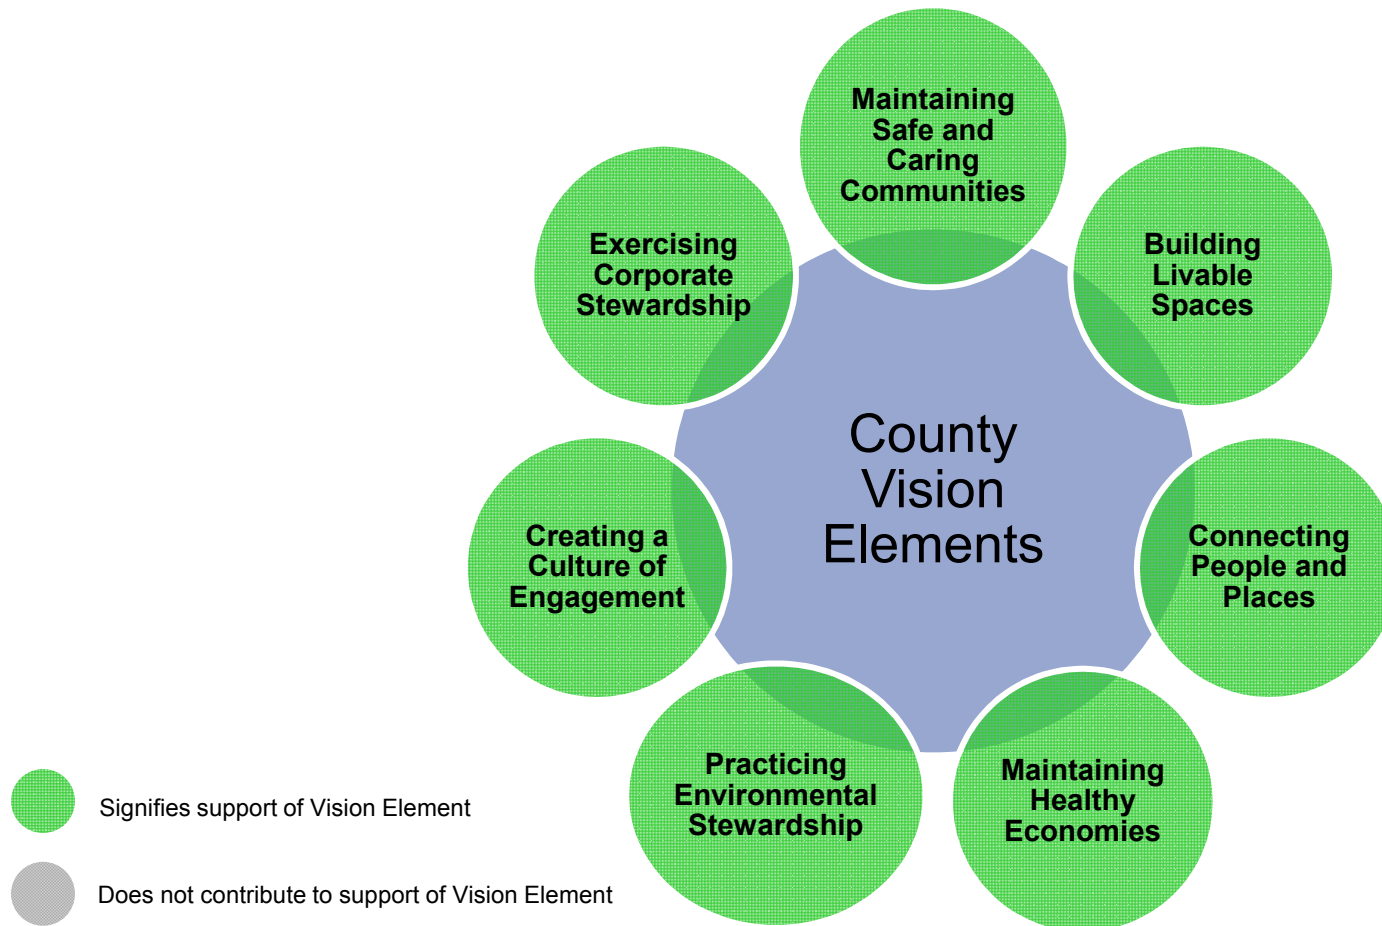 Maintaining
Safe and
Caring
Communities
Exercising
Corporate
Stewardship
Building
Livable
Spaces
County
Vision
Elements
Creating a
Culture of
Engagement
Connecting
People and
Places
Practicing
Environmental
Stewardship
Maintaining
Healthy
Economies
Signifies support of Vision Element
Does not contribute to support of Vision Element